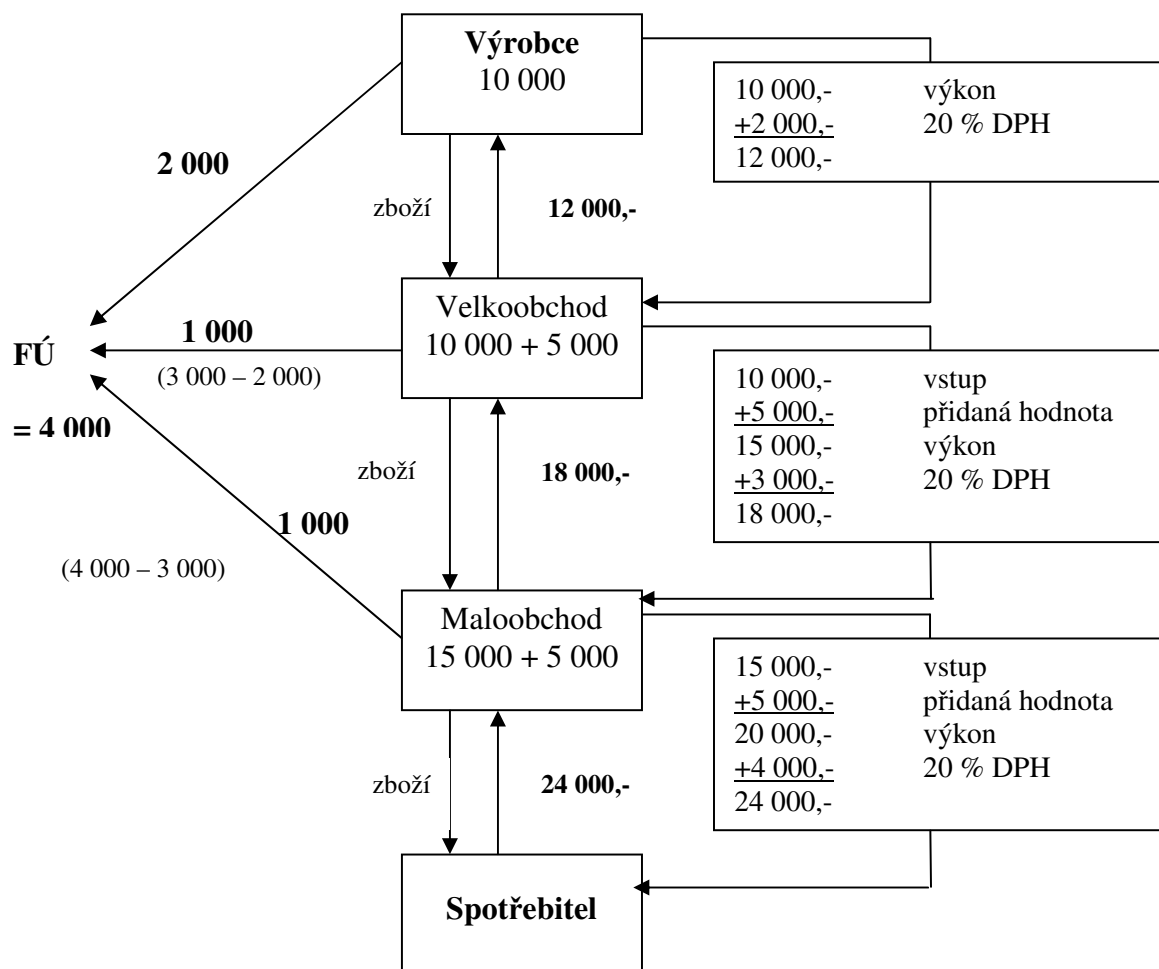 Výrobce
10 000
10 000,- výkon
+2 000,- 20 % DPH
12 000,-
2 000
zboží
12 000,-
Velkoobchod
10 000 + 5 000
1 000
(3 000 – 2 000)
FÚ
= 4 000
10 000,- vstup
+5 000,- přidaná hodnota
15 000,- výkon
+3 000,- 20 % DPH
18 000,-
zboží
18 000,-
1 000
(4 000 – 3 000)
Maloobchod
15 000 + 5 000
15 000,- vstup
+5 000,- přidaná hodnota
20 000,- výkon
+4 000,- 20 % DPH
24 000,-
zboží
24 000,-
Spotřebitel